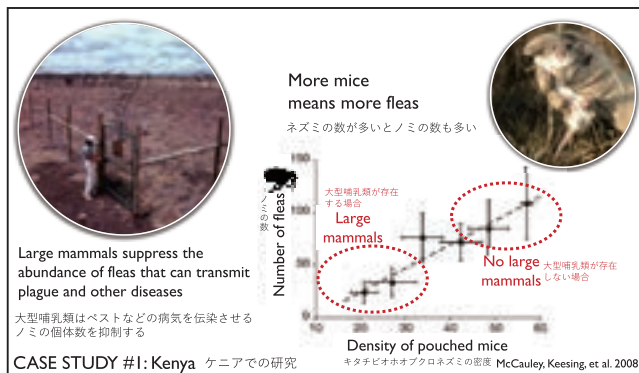 More mice
means more fleas
ネズミの数が多いとノミの数も多い
150
100
50
0
Number of fleas
ノミの数
大型哺乳類が存在
する場合
Large
mammals
No large
mammals
大型哺乳類が存在
しない場合
10 20 30 40 50 60
Density of pouched mice
キタチビオホオブクロネズミの密度
McCauley, Keesing, et al. 2008
Large mammals suppress the
abundance of fleas that can transmit
plague and other diseases
大型哺乳類はペストなどの病気を伝染させる
ノミの個体数を抑制する
CASE STUDY #1: Kenya ケニアでの研究